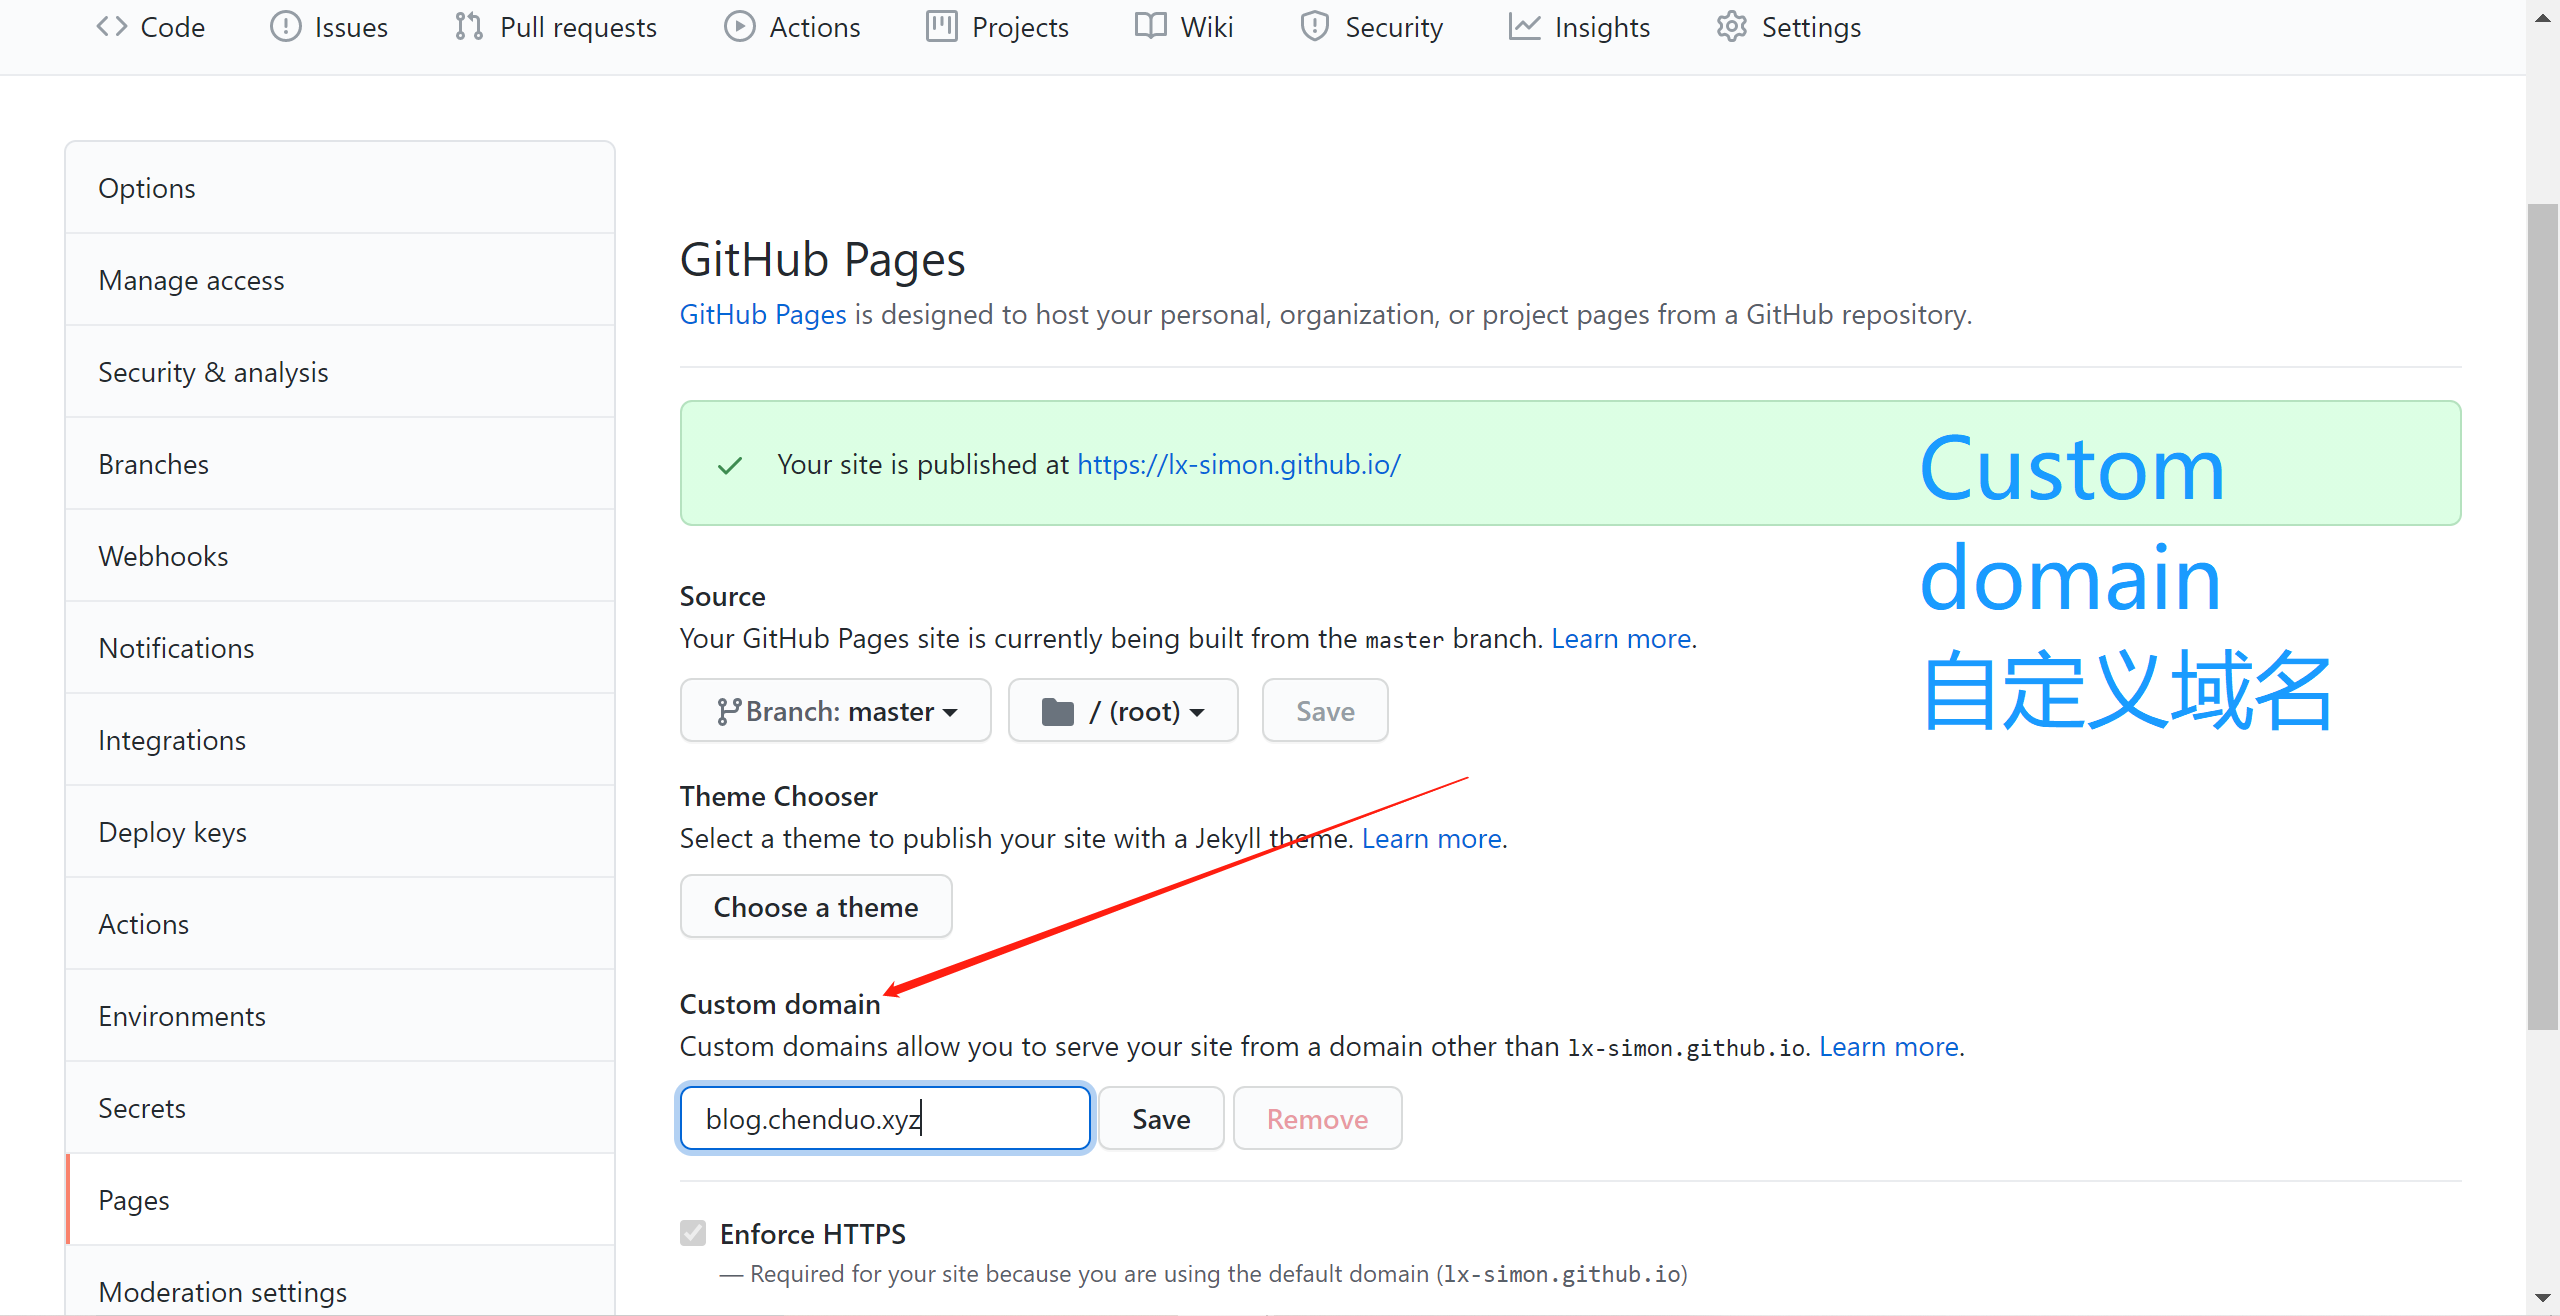 Code Issues Pull requests Actions Projects Wiki Security Insights Settings
Options
Manage access
Security & analysis
Branches
Webhooks
Notifications
Integrations
Deploy keys
Actions
Environments
Secrets
Pages
Moderation settings
GitHub Pages
GitHub Pages is designed to host your personal, organization, or project pages from a GitHub repository.
Your site is published at https://lx-simon.github.io/
Custom
domain
自定义域名
Source
Your GitHub Pages site is currently being built from the master branch. Learn more.
Branch: master / (root) Save
Theme Chooser
Select a theme to publish your site with a Jekyll theme. Learn more.
Choose a theme
Custom domain
Custom domains allow you to serve your site from a domain other than lx-simon.github.io. Learn more.
blog.chenduo.xyz Save Remove
Enforce HTTPS
— Required for your site because you are using the default domain (lx-simon.github.io)